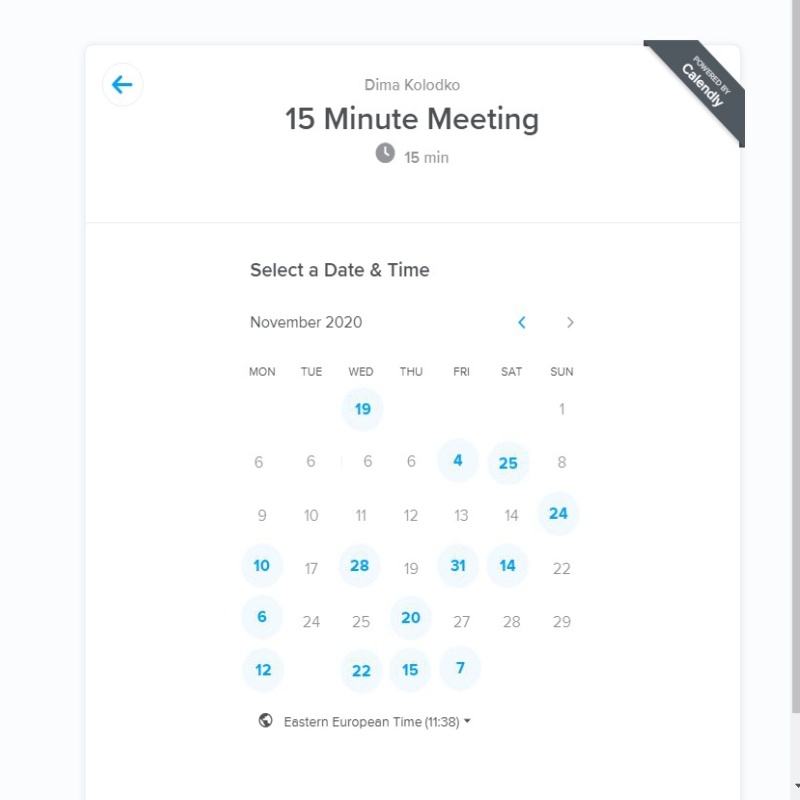 Dima Kolodko
15 Minute Meeting
15 min
POWERED BY
Calendly
Select a Date & Time
November 2020
MON TUE WED THU FRI SAT SUN
19 1
6 6 6 6 4 25 8
9 10 11 12 13 14 24
10 17 28 19 31 14 22
6 24 25 20 27 28 29
12 22 15 7
Eastern European Time (11:38)